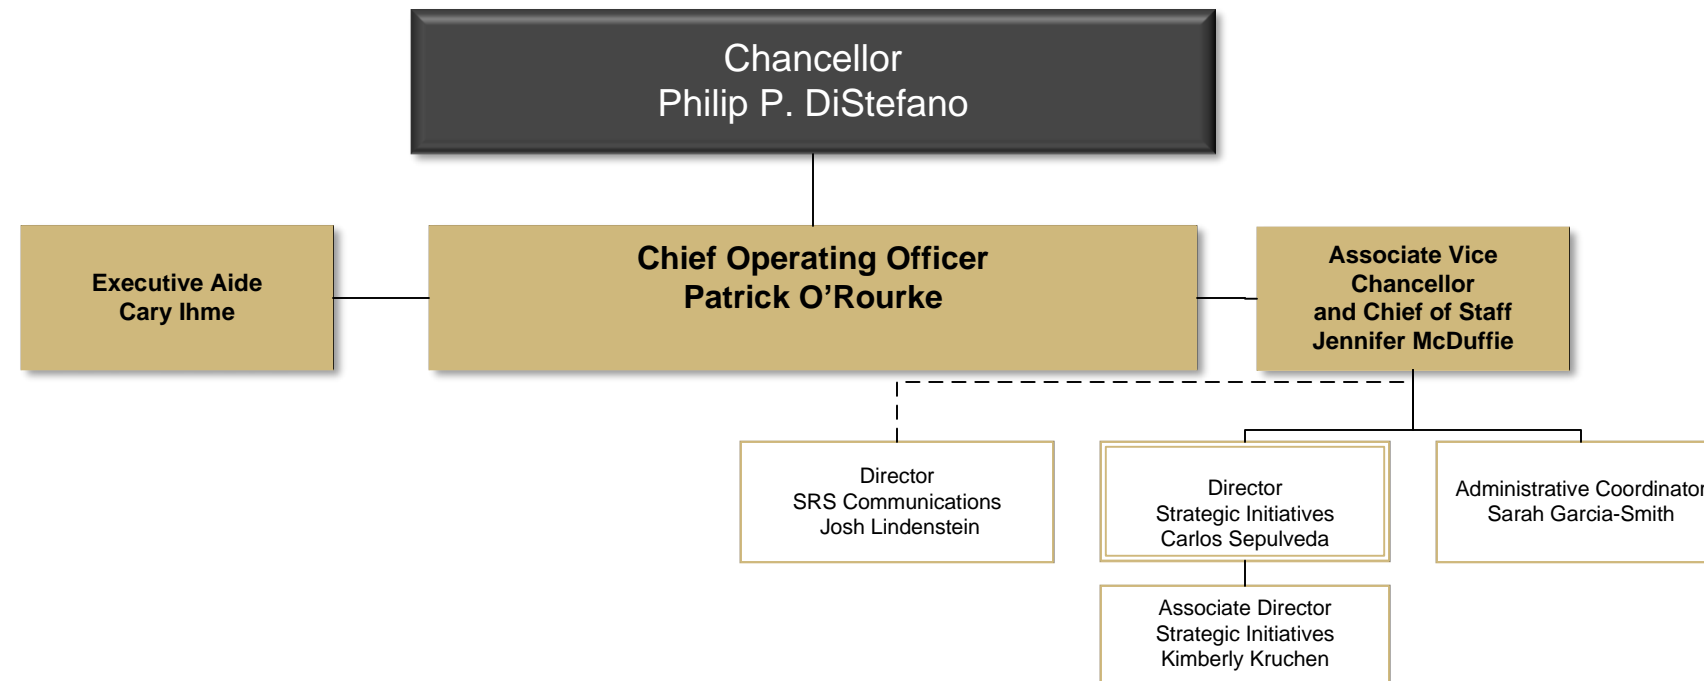 Chancellor
Philip P. DiStefano
Executive Aide
Cary Ihme
Chief Operating Officer
Patrick O’Rourke
Associate Vice
Chancellor
and Chief of Staff
Jennifer McDuffie
Director
SRS Communications
Josh Lindenstein
Director
Strategic Initiatives
Carlos Sepulveda
Administrative Coordinator
Sarah Garcia-Smith
Associate Director
Strategic Initiatives
Kimberly Kruchen